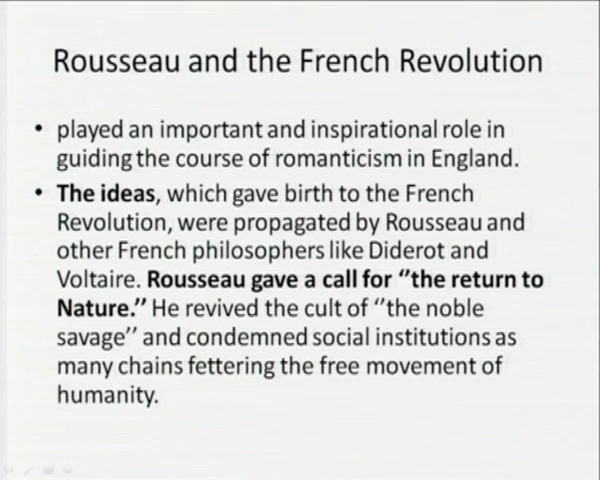 Rousseau and the French Revolution
• played an important and inspirational role in
guiding the course of romanticism in England.
• The ideas, which gave birth to the French
Revolution, were propagated by Rousseau and
other French philosophers like Diderot and
Voltaire. Rousseau gave a call for ‘’the return to
Nature.’’ He revived the cult of ‘’the noble
savage’’ and condemned social institutions as
many chains fettering the free movement of
humanity.